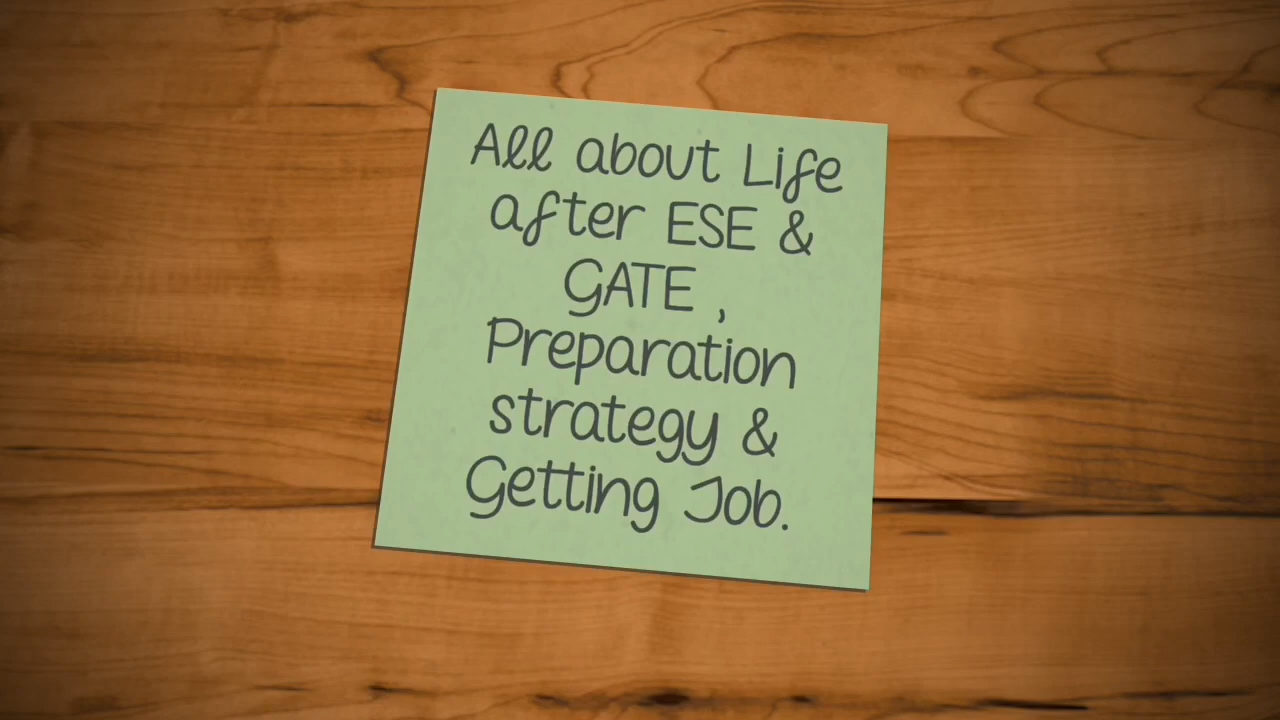 All about Life
after ESE &
GATE ,
Preparation
strategy &
Getting Job.